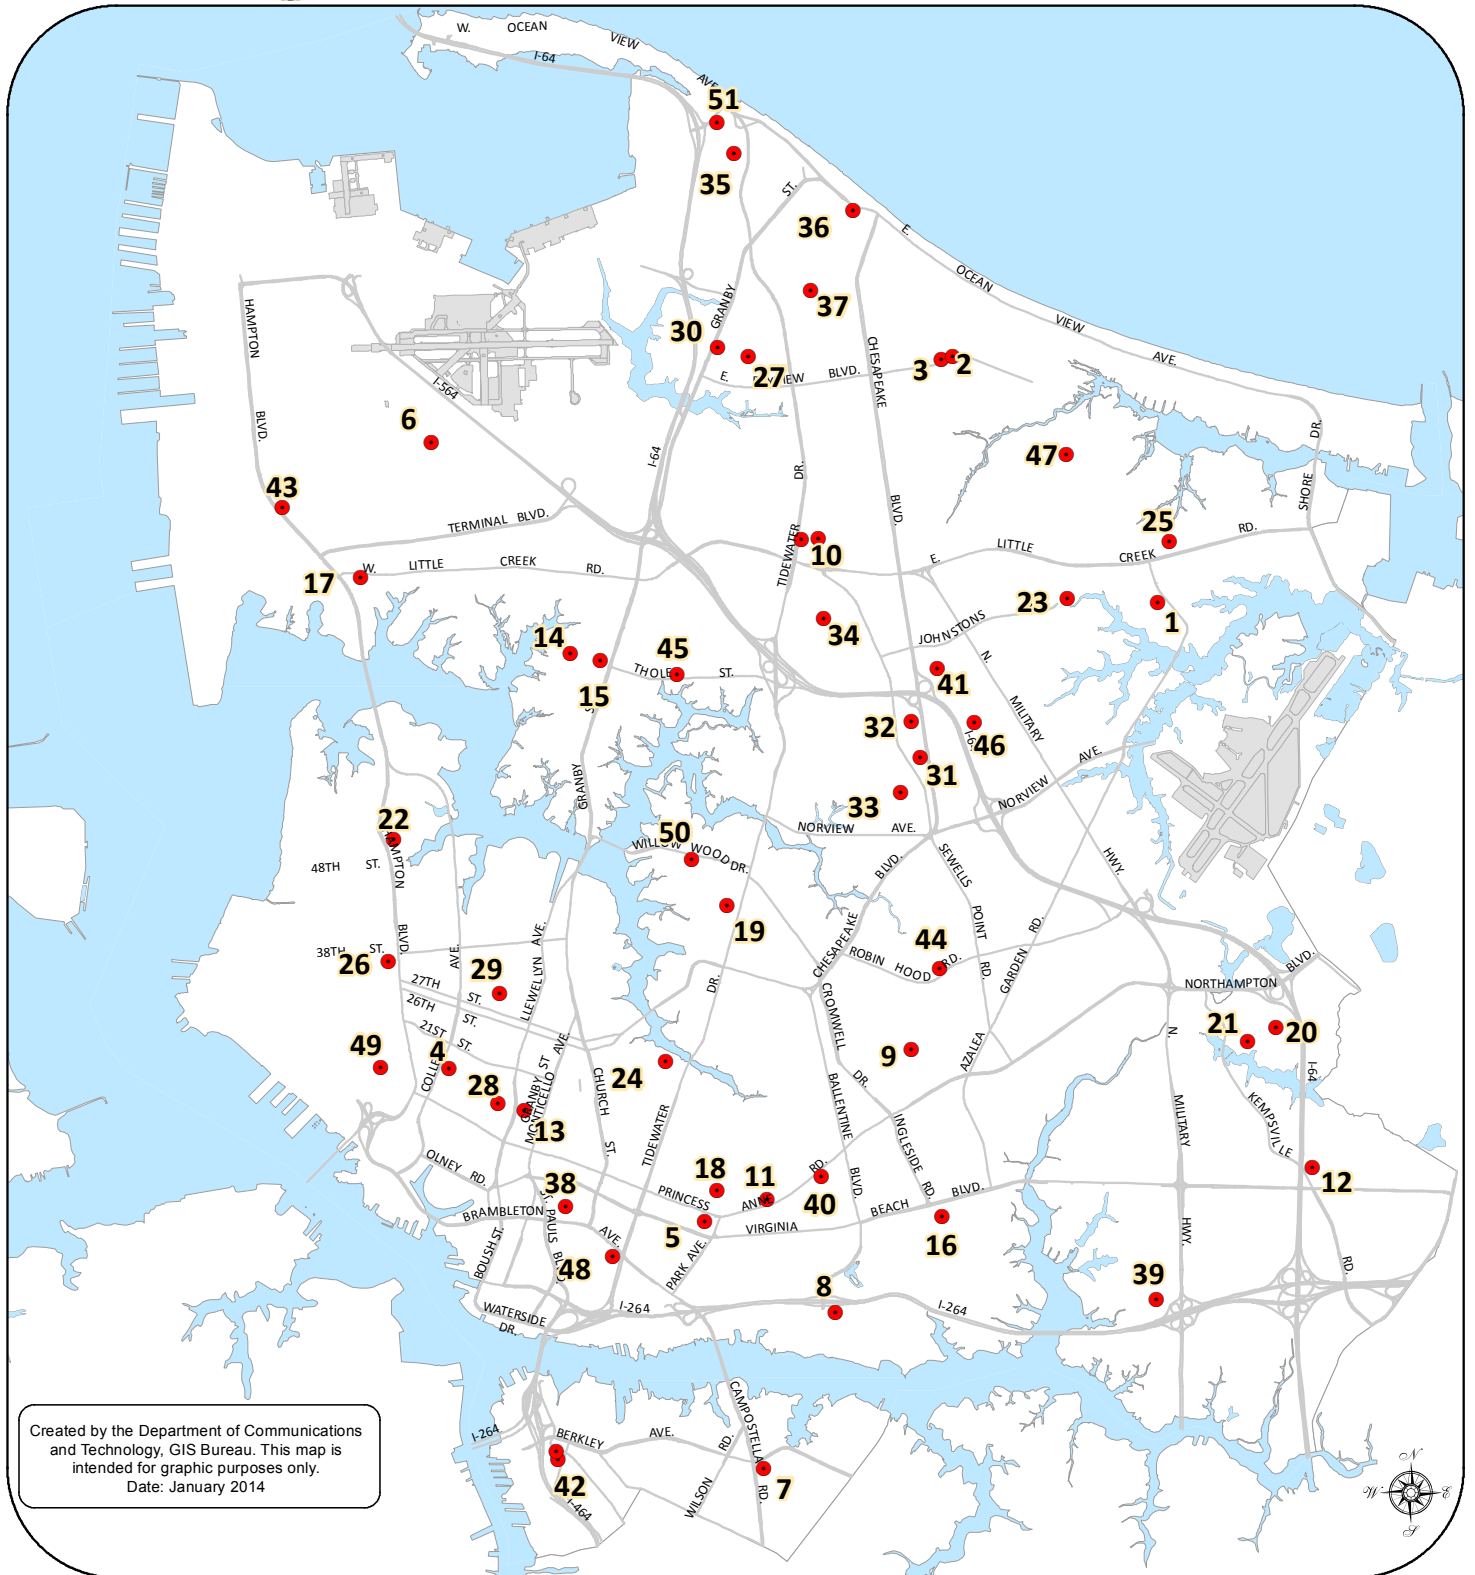 W. OCEAN VIEW AVE.
I-64
51
35
ST.
36
E. OCEAN VIEW AVE.
37
HAMPTON BLVD.
GRANBY
30
27
E. VIEW BLVD.
CHESAPEAKE BLVD.
3
2
I-564
6
I-64
DR.
47
SHORE DR.
43
TERMINAL BLVD.
25
TIDEWATER
10
W. LITTLE CREEK RD.
E. LITTLE CREEK RD.
17
23
1
34
JOHNSTONS
14
15
45
THOLE ST.
41
N. MILITARY HWY.
32
46
31
33
GRANBY
NORVIEW AVE.
NORVIEW AVE.
22
HAMPTON BLVD.
50
WILLOW WOOD DR.
48TH ST.
CHESAPEAKE BLVD.
SEWELLS POINT RD.
19
38TH ST.
26
AVE.
29
LLEWELLYN AVE.
44
ROBIN HOOD RD.
AZALEA GARDEN RD.
27TH ST.
26TH ST.
21ST ST.
DR.
NORTHAMPTON BLVD.
CROMWELL DR.
N. MILITARY HWY.
21
20
49
4
COLLE
28
13
GRANBY ST
MONTICELLO AVE.
CHURCH ST.
24
TIDEWATER
9
BALLENTINE BLVD.
INGLESIDE RD.
I-64
KEMPSVILLE RD.
12
OLNEY RD.
38
18
11
40
PRINCESS ANNE RD.
BRAMBLETON AVE.
5
VIRGINIA BEACH BLVD.
16
BOUSH ST.
ST. PAULS BLVD.
48
PARK AVE.
39
8
WATERSIDE DR.
I-264
I-264
CAMPOSTELLA RD.
I-264
BERKLEY AVE.
WILSON RD.
42
7
I-464
Created by the Department of Communications
and Technology, GIS Bureau. This map is
intended for graphic purposes only.
Date: January 2014
N
W
E
S